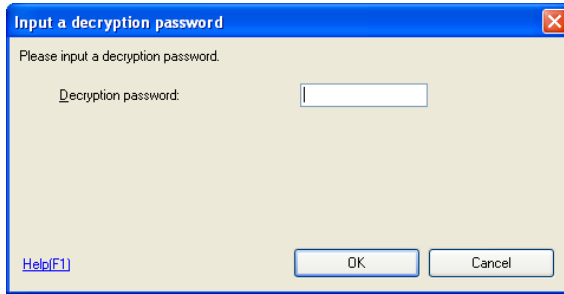 Input a decryption password
Please input a decryption password.
Decryption password:
Help(F1)
OK
Cancel